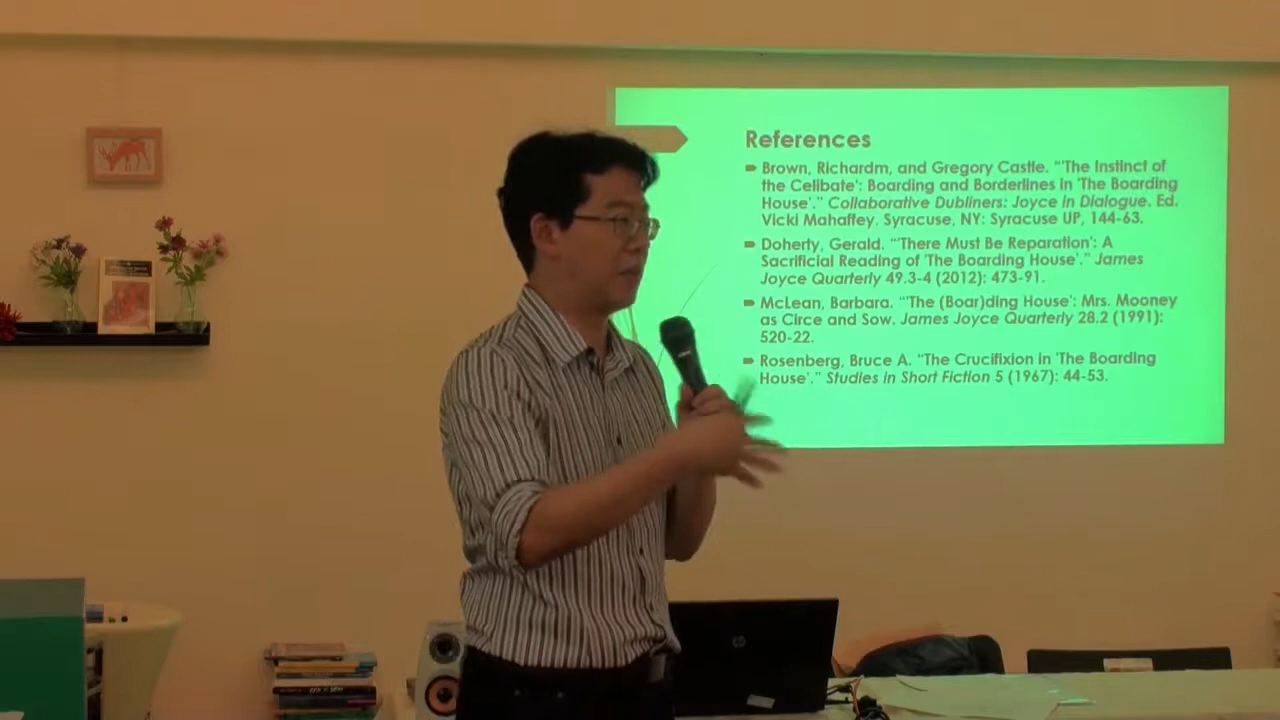 References
Brown, Richardm, and Gregory Castle. "'The Instinct of
the Celibate': Boarding and Borderlines in 'The Boarding
House'." Collaborative Dubliners: Joyce in Dialogue. Ed.
Vicki Mahaffey. Syracuse, NY: Syracuse UP, 144-63.
Doherty, Gerald. "'There Must Be Reparation': A
Sacrificial Reading of 'The Boarding House'." James
Joyce Quarterly 49.3-4 (2012): 473-91.
McLean, Barbara. "'The (Boar)ding House': Mrs. Mooney
as Circe and Sow. James Joyce Quarterly 28.2 (1991):
520-22.
Rosenberg, Bruce A. "The Crucifixion in 'The Boarding
House'." Studies in Short Fiction 5 (1967): 44-53.
hp